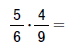 5/6 · 4/9 =